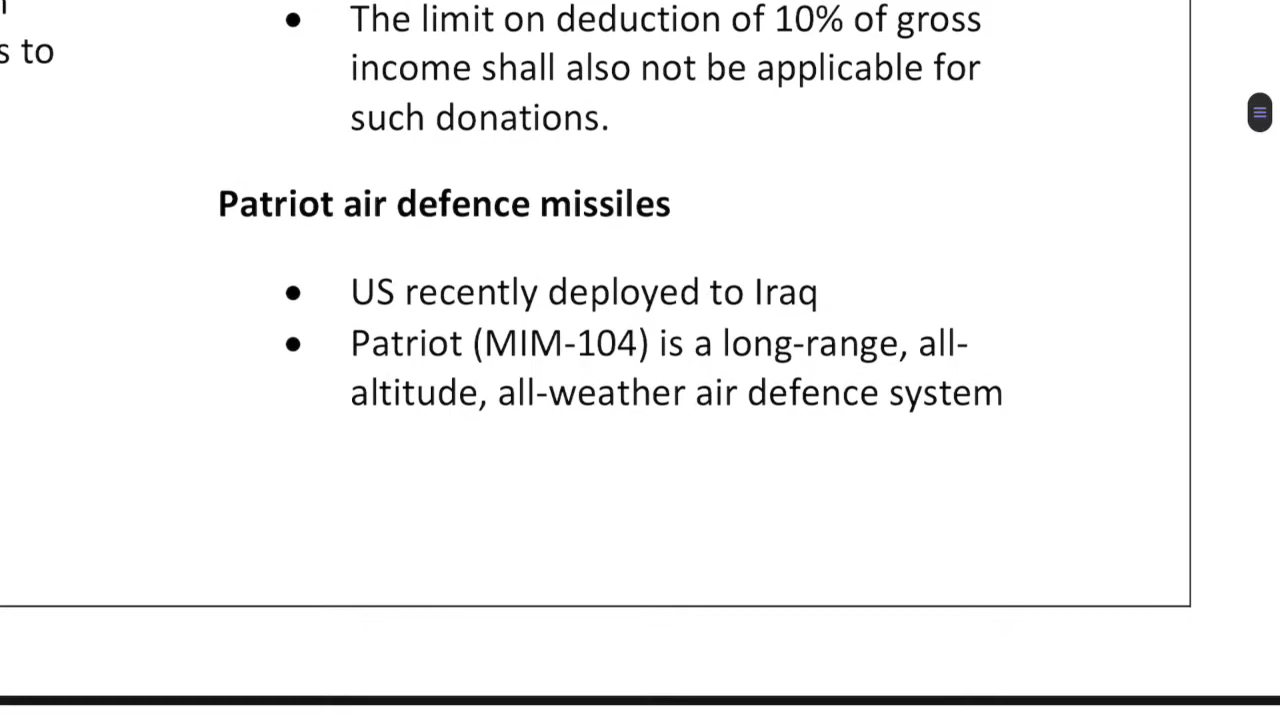 s to
• The limit on deduction of 10% of gross
income shall also not be applicable for
such donations.
Patriot air defence missiles
• US recently deployed to Iraq
• Patriot (MIM-104) is a long-range, all-
altitude, all-weather air defence system